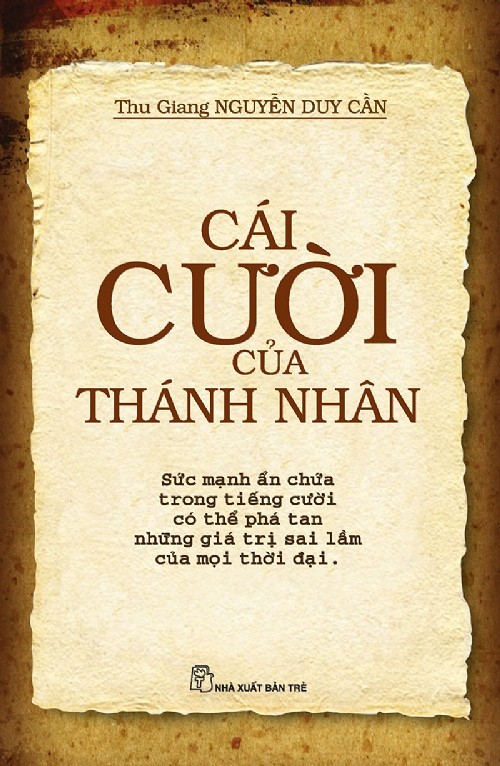 Thu Giang NGUYỄN DUY CẦN
CÁI
CƯỜI
CỦA
THÁNH NHÂN
Sức mạnh ẩn chứa
trong tiếng cười
có thể phá tan
những giá trị sai lầm
của mọi thời đại.
NHÀ XUẤT BẢN TRẺ